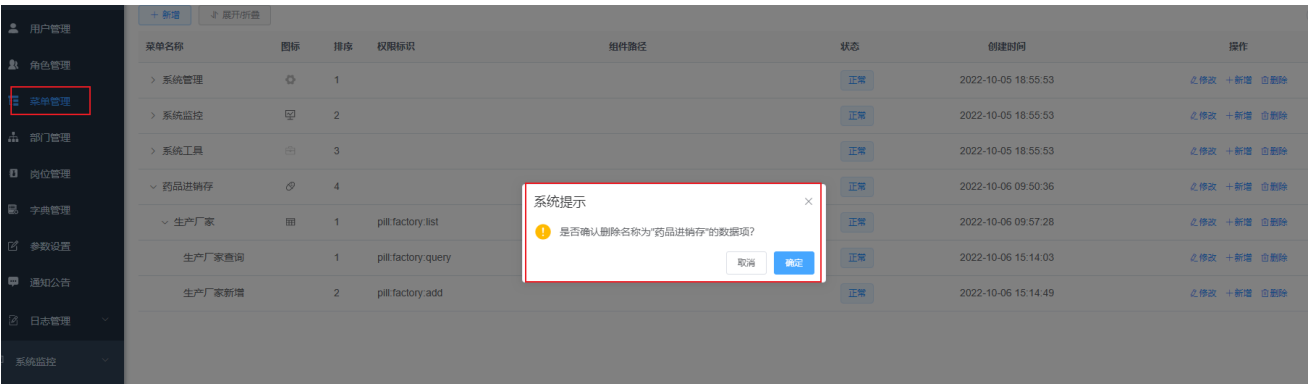 + 新增 展开/折叠
用户管理
角色管理
菜单管理
部门管理
岗位管理
字典管理
参数设置
通知公告
日志管理
系统监控
菜单名称 图标 排序 权限标识 组件路径 状态 创建时间 操作
系统管理 1 正常 2022-10-05 18:55:53 修改 +新增 删除
系统监控 2 正常 2022-10-05 18:55:53 修改 +新增 删除
系统工具 3 正常 2022-10-05 18:55:53 修改 +新增 删除
药品进销存 4 正常 2022-10-06 09:50:36 修改 +新增 删除
生产厂家 1 pill:factory:list 正常 2022-10-06 09:57:28 修改 +新增 删除
生产厂家查询 1 pill:factory:query 正常 2022-10-06 15:14:03 修改 +新增 删除
生产厂家新增 2 pill:factory:add 正常 2022-10-06 15:14:49 修改 +新增 删除
系统提示
是否确认删除名称为"药品进销存"的数据项?
取消 确定